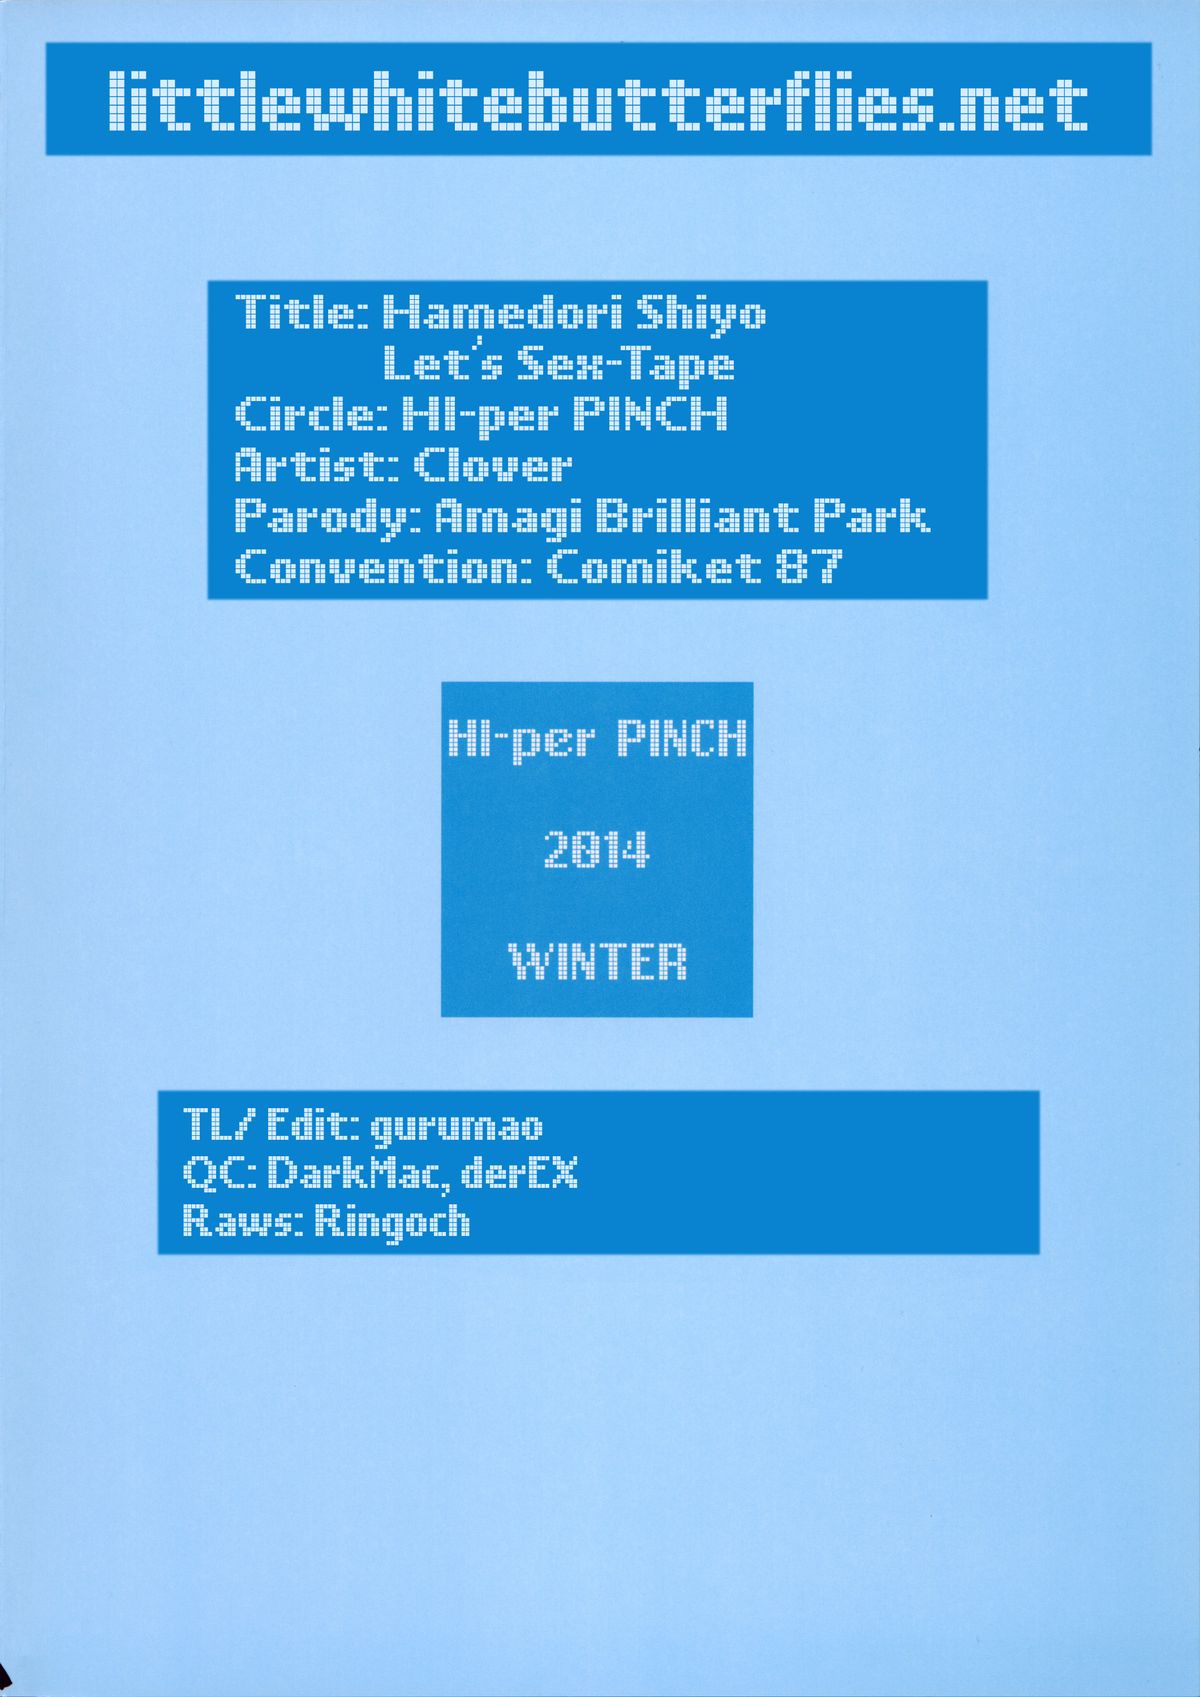 littlewhitebutterflies.net
Title: Hamedori Shiyo
Let's Sex-Tape
Circle: HI-per PINCH
Artist: Clover
Parody: Amagi Brilliant Park
Convention: Comiket 87
HI-per PINCH
2014
WINTER
TL/ Edit: gurumao
QC: DarkMac, derEX
Raws: Ringoch